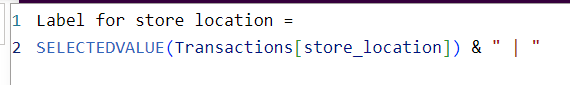 1 Label for store location =
2 SELECTEDVALUE(Transactions[store_location]) & " | "